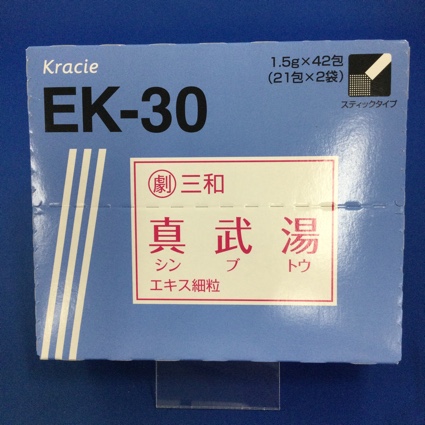 Kracie
1.5g×42包
(21包×2袋)
EK-30
スティックタイプ
劇 三和
真武湯
シンブトウ
エキス細粒